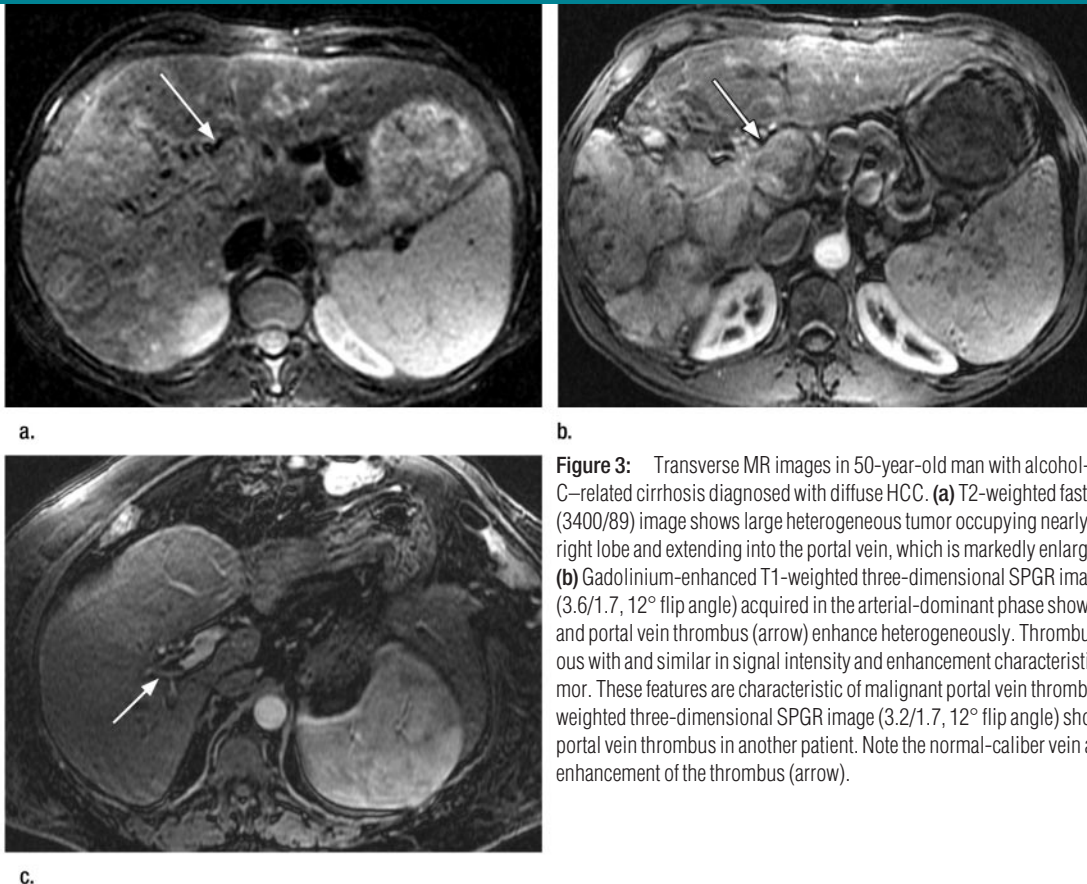 a.
b.
Figure 3: Transverse MR images in 50-year-old man with alcohol-
C–related cirrhosis diagnosed with diffuse HCC. (a) T2-weighted fast
(3400/89) image shows large heterogeneous tumor occupying nearly
right lobe and extending into the portal vein, which is markedly enlarg
(b) Gadolinium-enhanced T1-weighted three-dimensional SPGR ima
(3.6/1.7, 12° flip angle) acquired in the arterial-dominant phase show
and portal vein thrombus (arrow) enhance heterogeneously. Thrombu
ous with and similar in signal intensity and enhancement characteristi
mor. These features are characteristic of malignant portal vein thromb
weighted three-dimensional SPGR image (3.2/1.7, 12° flip angle) sho
portal vein thrombus in another patient. Note the normal-caliber vein a
enhancement of the thrombus (arrow).
c.